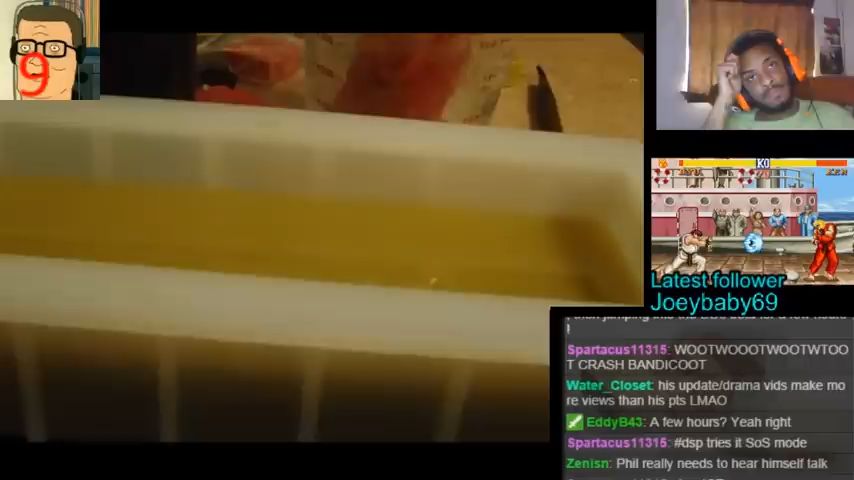 9
KO
KEN
Latest follower
Joeybaby69
Spartacus11315: WOOTWOOOTWOOTWTOO
T CRASH BANDICOOT
Water_Closet: his update/drama vids make mo
re views than his pts LMAO
EddyB43: A few hours? Yeah right
Spartacus11315: #dsp tries it SoS mode
Zenisn: Phil really needs to hear himself talk